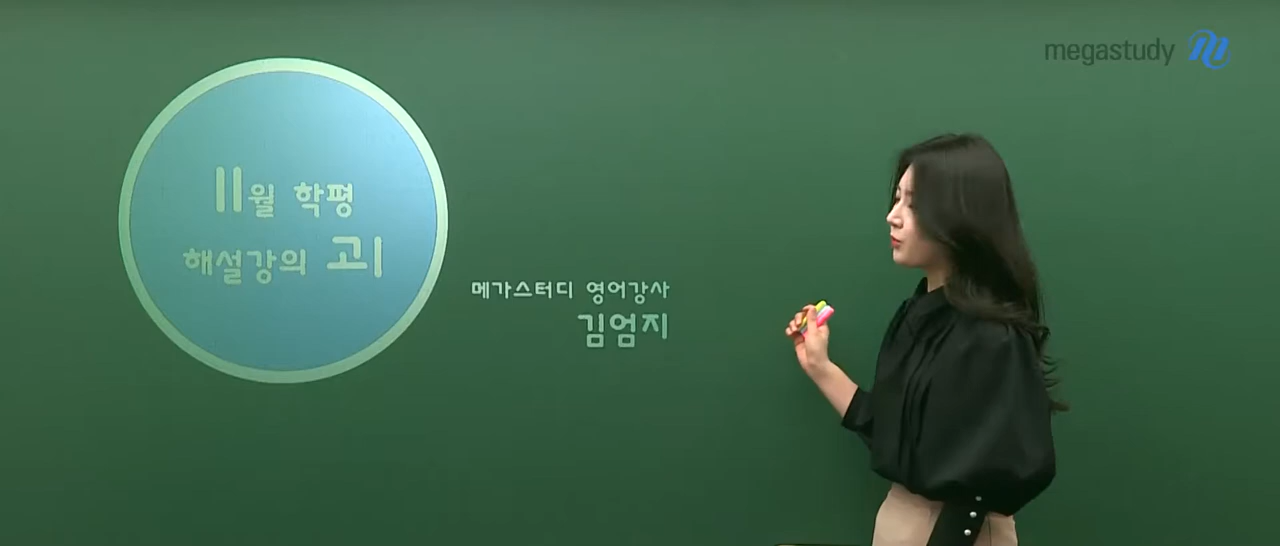 megastudy
11월 학평
해설강의 고1
메가스터디 영어강사
김엄지